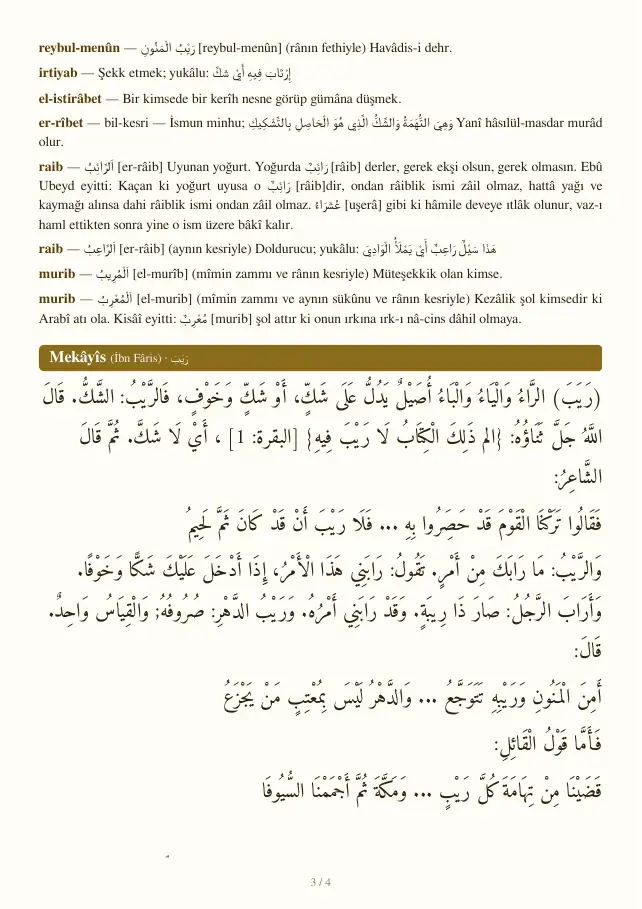 reybul-menûn — رَيْبُ الْمَنُونِ [reybul-menûn] (rânın fethiyle) Havâdis-i dehr.
irtiyab — Şekk etmek; yukâlu: إِرْتَابَ فِيهِ أَيْ شَكَّ
el-istirâbet — Bir kimsede bir kerîh nesne görüp gümâna düşmek.
er-rîbet — bil-kesri — İsmun minhu; وَهِيَ التُّهَمَةُ وَالشَّكُّ الَّذِي هُوَ الْحَاصِلِ بِالتَّشْكِيكِ Yanî hâsılül-masdar murâd
olur.
raib — اَلرَّائِبُ [er-râib] Uyunan yoğurt. Yoğurda رَائِبٌ [râib] derler, gerek ekşi olsun, gerek olmasın. Ebû
Ubeyd eyitti: Kaçan ki yoğurt uyusa o رَائِبٌ [râib]dir, ondan râiblik ismi zâil olmaz, hattâ yağı ve
kaymağı alınsa dahi râiblik ismi ondan zâil olmaz. عُشَرَاءُ [uşerâ] gibi ki hâmile deveye ıtlâk olunur, vaz-ı
haml ettikten sonra yine o ism üzere bâkî kalır.
raib — اَلرَّاعِبُ [er-râib] (aynın kesriyle) Doldurucu; yukâlu: هَذَا سَيْلٌ رَاعِبٌ أَيْ يَمْلَأُ الْوَادِيَ
murib — اَلْمُرِيبُ [el-murîb] (mîmin zammı ve rânın kesriyle) Müteşekkik olan kimse.
murib — اَلْمُعْرِبُ [el-murib] (mîmin zammı ve aynın sükûnu ve rânın kesriyle) Kezâlik şol kimsedir ki
Arabî atı ola. Kisâî eyitti: مُعْرِبٌ [murib] şol attır ki onun ırkına ırk-ı nâ-cins dâhil olmaya.
Mekâyîs (İbn Fâris) · رَيَبَ
(رَيَبَ) الرَّاءُ وَالْيَاءُ وَالْبَاءُ أُصَيْلٌ يَدُلُّ عَلَى شَكٍّ، أَوْ شَكٍّ وَخَوْفٍ، فَالرَّيْبُ: الشَّكُّ. قَالَ
اللَّهُ جَلَّ ثَنَاؤُهُ: {الم ذَلِكَ الْكِتَابُ لَا رَيْبَ فِيهِ} [البقرة: 1] ، أَيْ لَا شَكَّ. ثُمَّ قَالَ
الشَّاعِرُ:
فَقَالُوا تَرَكْنَا الْقَوْمَ قَدْ حَصَرُوا بِهِ ... فَلَا رَيْبَ أَنْ قَدْ كَانَ ثَمَّ لَحِيمُ
وَالرَّيْبُ: مَا رَابَكَ مِنْ أَمْرٍ. تَقُولُ: رَابَنِي هَذَا الْأَمْرُ، إِذَا أَدْخَلَ عَلَيْكَ شَكًّا وَخَوْفًا.
وَأَرَابَ الرَّجُلُ: صَارَ ذَا رِيبَةٍ. وَقَدْ رَابَنِي أَمْرُهُ. وَرَيْبُ الدَّهْرِ: صُرُوفُهُ; وَالْقِيَاسُ وَاحِدٌ.
قَالَ:
أَمِنَ الْمَنُونِ وَرَيْبِهِ تَتَوَجَّعُ ... وَالدَّهْرُ لَيْسَ بِمُعْتِبٍ مَنْ يَجْزَعُ
فَأَمَّا قَوْلُ الْقَائِلِ:
قَضَيْنَا مِنْ تِهَامَةَ كُلَّ رَيْبٍ ... وَمَكَّةَ ثُمَّ أَجْمَمْنَا السُّيُوفَا
3 / 4